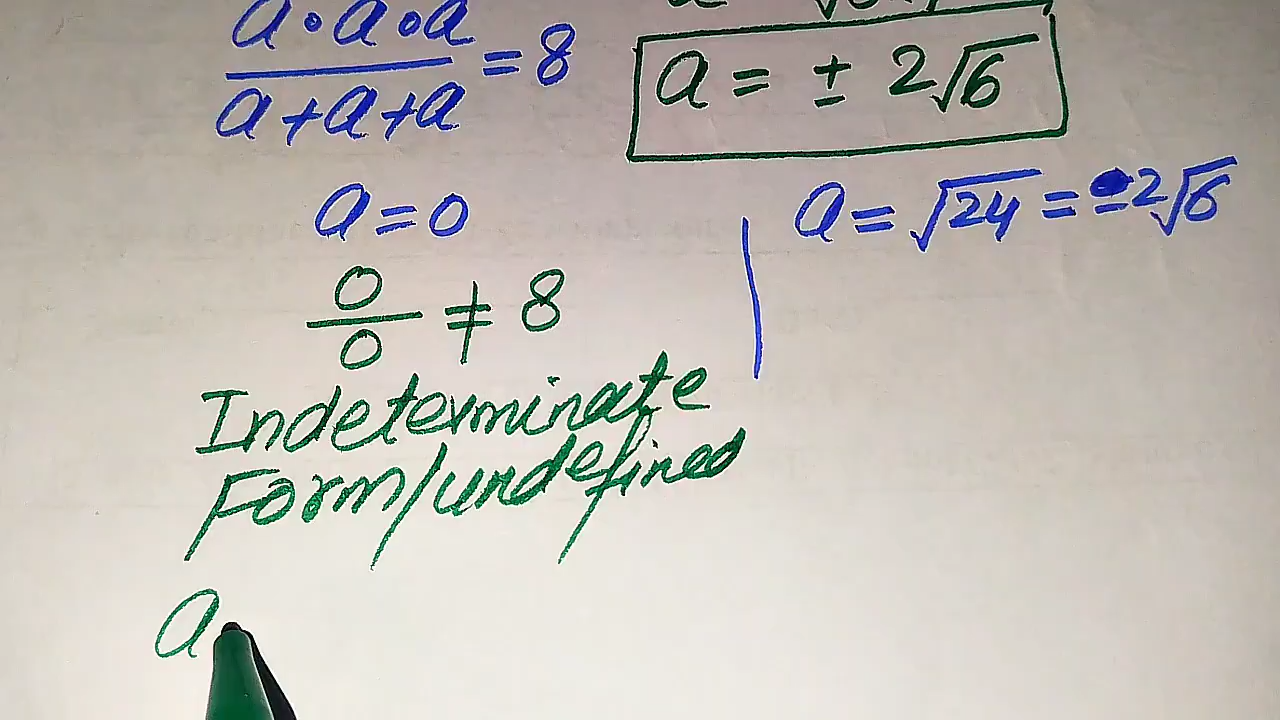 a•a•a
―――― = 8
a+a+a
a = ± 2√6
a=0
a = √24 = ±2√6
0/0 ≠ 8
Indeterminate
Form/undefined
a